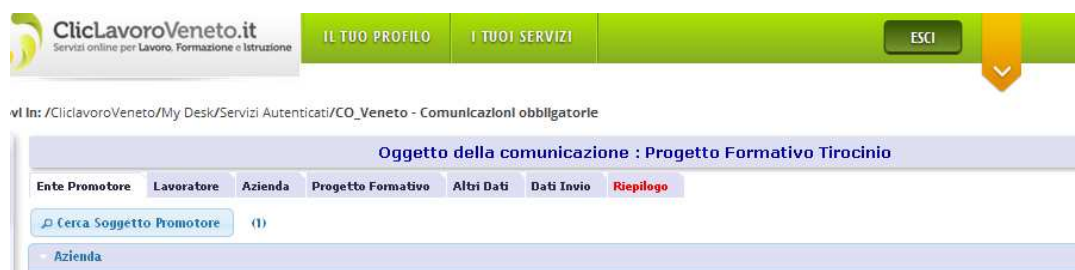 ClicLavoroVeneto.it
Servizi online per Lavoro, Formazione e Istruzione
IL TUO PROFILO
I TUOI SERVIZI
ESCI
In: /CliclavoroVeneto/My Desk/Servizi Autenticati/CO_Veneto - Comunicazioni obbligatorie
Oggetto della comunicazione : Progetto Formativo Tirocinio
Ente Promotore Lavoratore Azienda Progetto Formativo Altri Dati Dati Invio Riepilogo
Cerca Soggetto Promotore (1)
Azienda